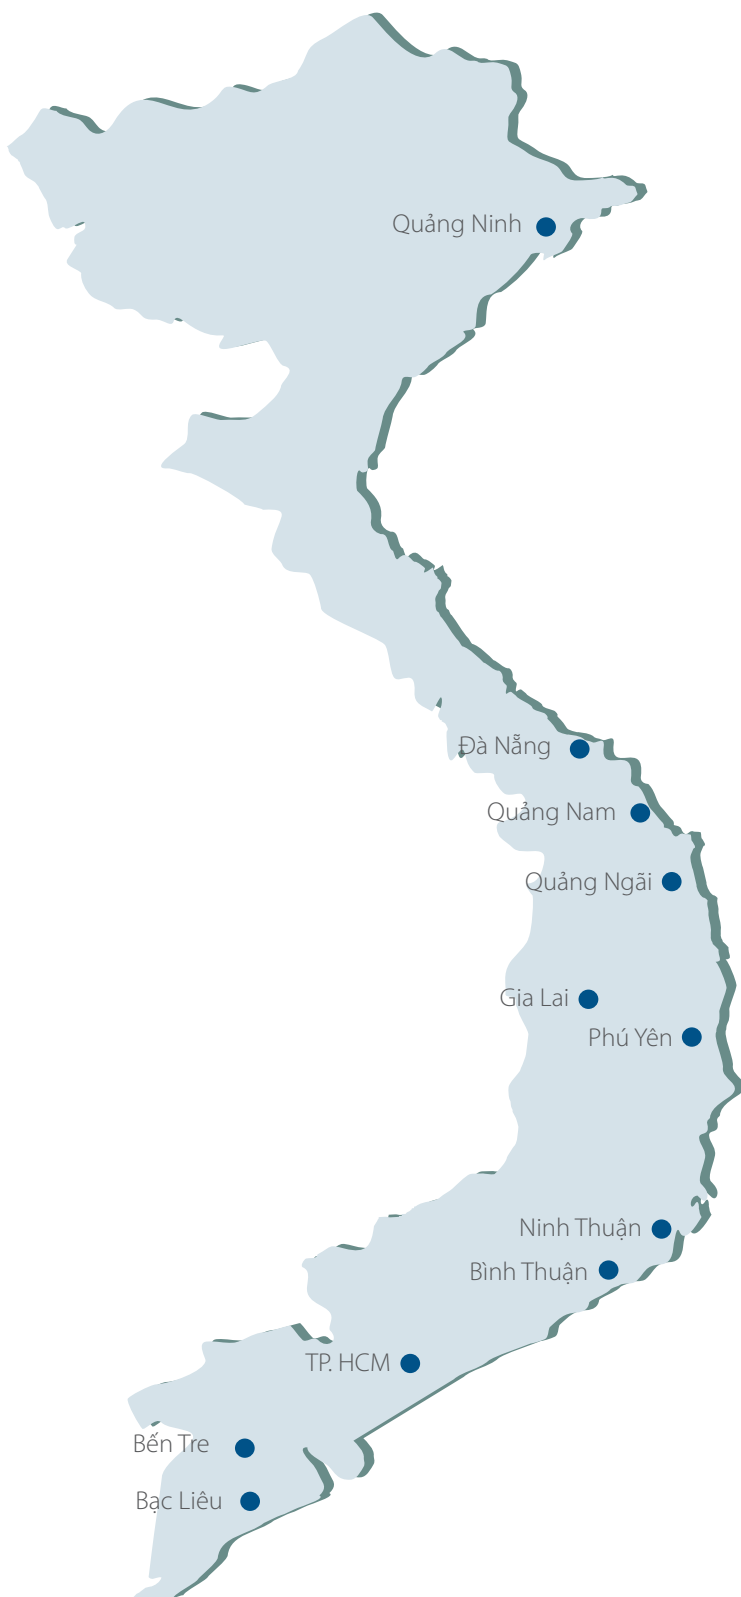 Quảng Ninh
Đà Nẵng
Quảng Nam
Quảng Ngãi
Gia Lai
Phú Yên
Ninh Thuận
Bình Thuận
TP. HCM
Bến Tre
Bạc Liêu